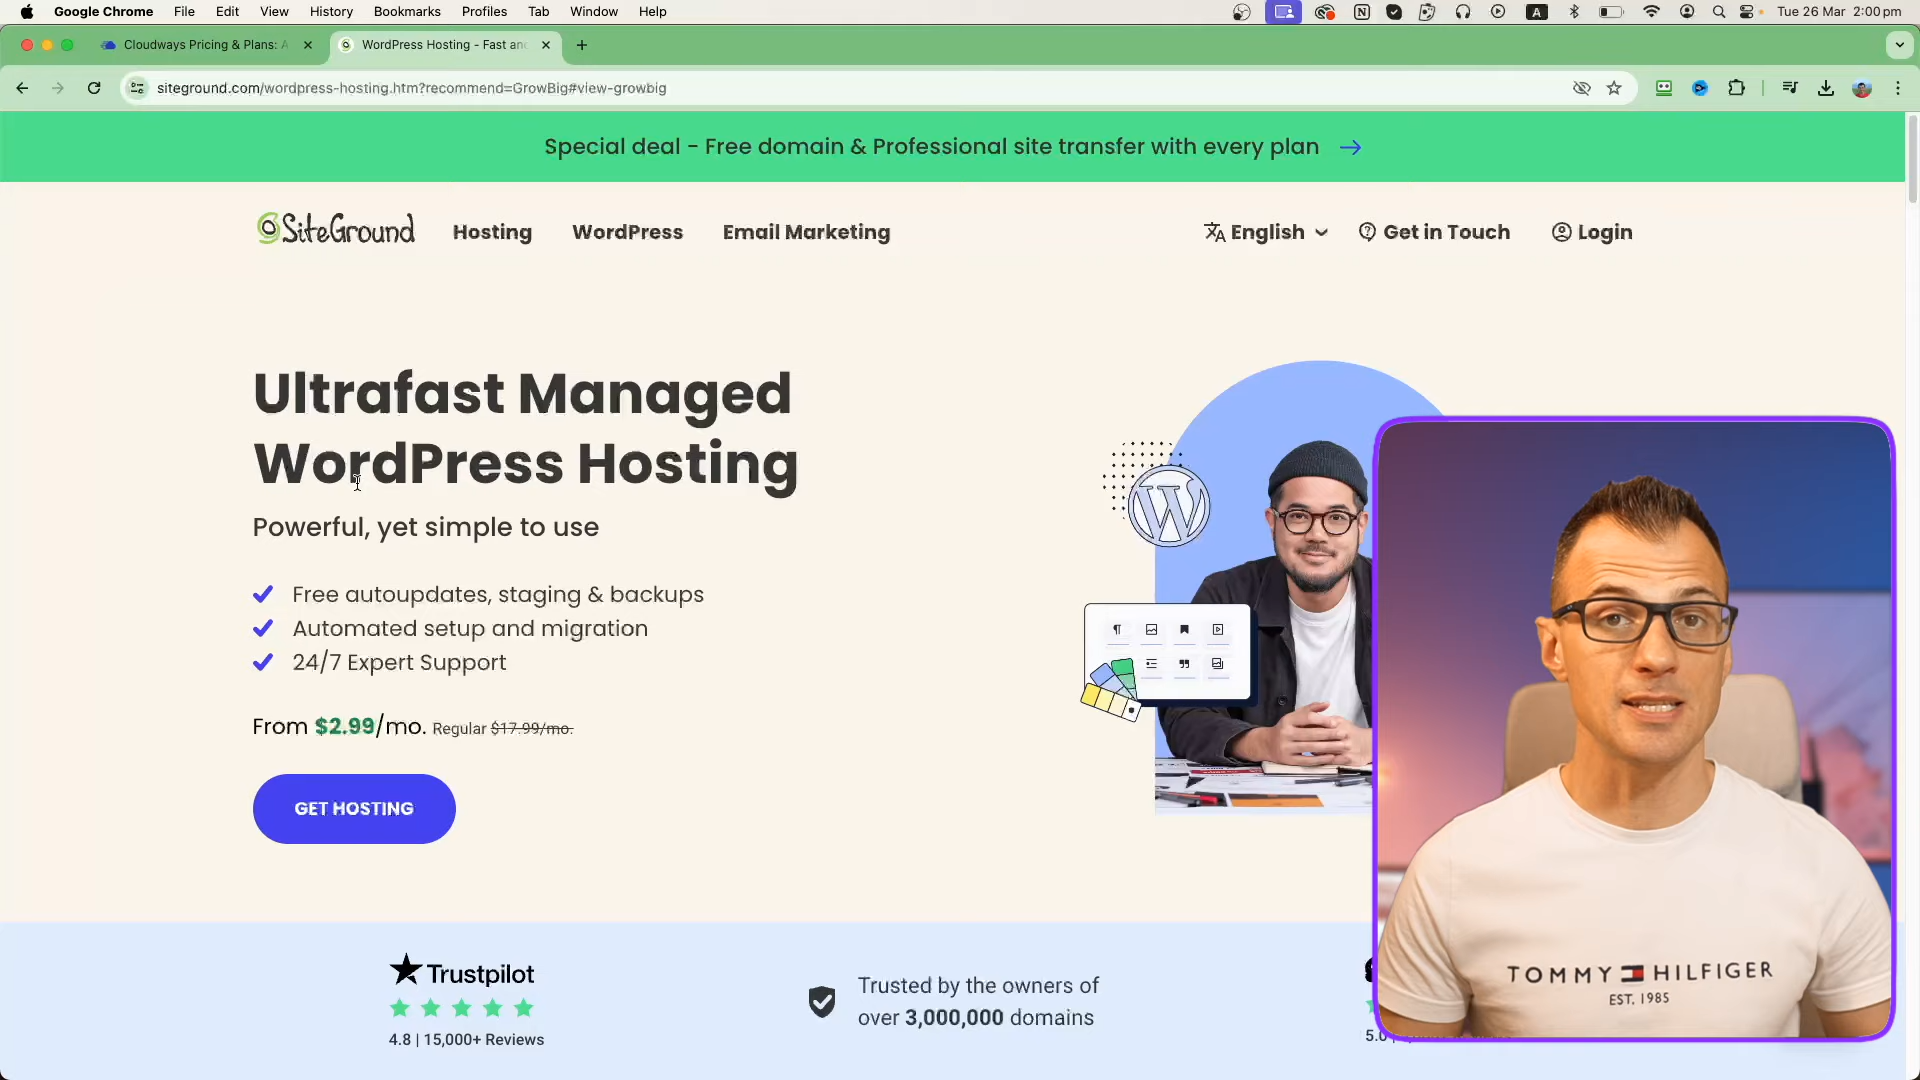 Google Chrome File Edit View History Bookmarks Profiles Tab Window Help
A Tue 26 Mar 2:00 pm
Cloudways Pricing & Plans: A
WordPress Hosting - Fast an
siteground.com/wordpress-hosting.htm?recommend=GrowBig#view-growbig
Special deal - Free domain & Professional site transfer with every plan →
SiteGround Hosting WordPress Email Marketing English Get in Touch Login
Ultrafast Managed
WordPress Hosting
Powerful, yet simple to use
Free autoupdates, staging & backups
Automated setup and migration
24/7 Expert Support
From $2.99/mo. Regular $17.99/mo.
GET HOSTING
Trustpilot
4.8 | 15,000+ Reviews
Trusted by the owners of
over 3,000,000 domains
5.0
TOMMY HILFIGER
EST. 1985